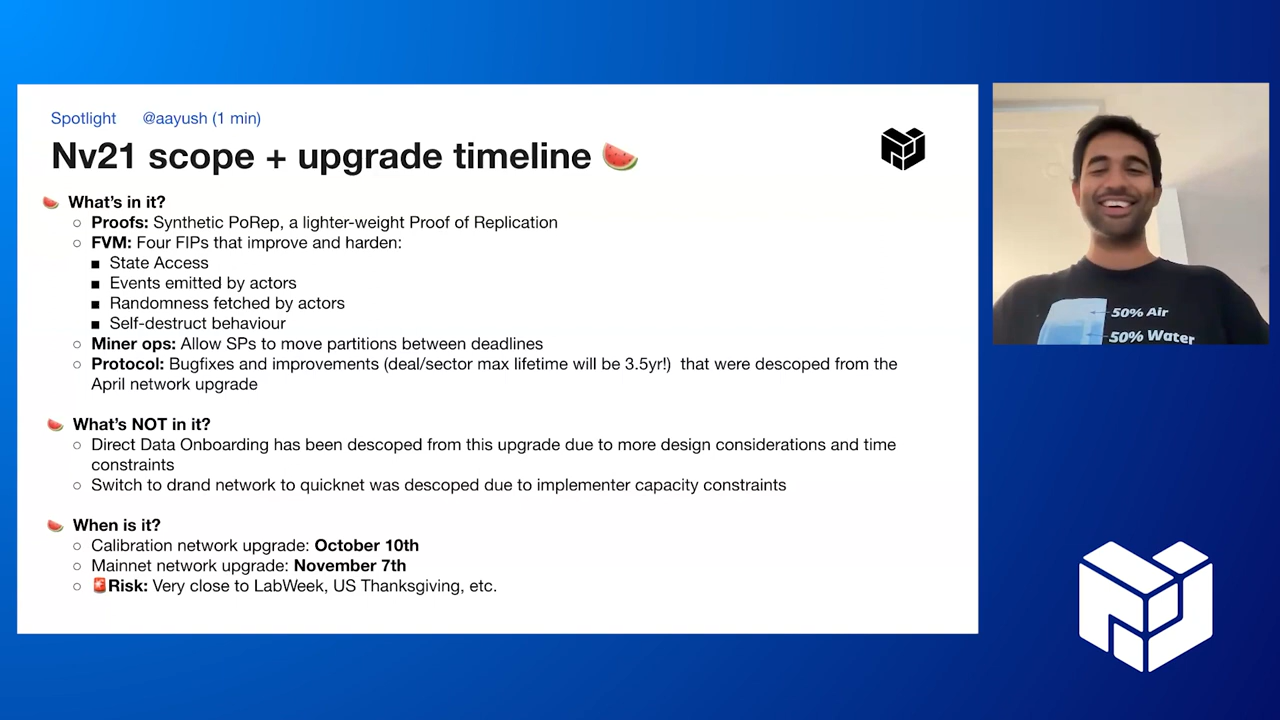 Spotlight @aayush (1 min)
Nv21 scope + upgrade timeline 🍉
🍉 What's in it?
○ Proofs: Synthetic PoRep, a lighter-weight Proof of Replication
○ FVM: Four FIPs that improve and harden:
■ State Access
■ Events emitted by actors
■ Randomness fetched by actors
■ Self-destruct behaviour
○ Miner ops: Allow SPs to move partitions between deadlines
○ Protocol: Bugfixes and improvements (deal/sector max lifetime will be 3.5yr!) that were descoped from the
April network upgrade
🍉 What's NOT in it?
○ Direct Data Onboarding has been descoped from this upgrade due to more design considerations and time
constraints
○ Switch to drand network to quicknet was descoped due to implementer capacity constraints
🍉 When is it?
○ Calibration network upgrade: October 10th
○ Mainnet network upgrade: November 7th
○ 🚨Risk: Very close to LabWeek, US Thanksgiving, etc.
50% Air
50% Water